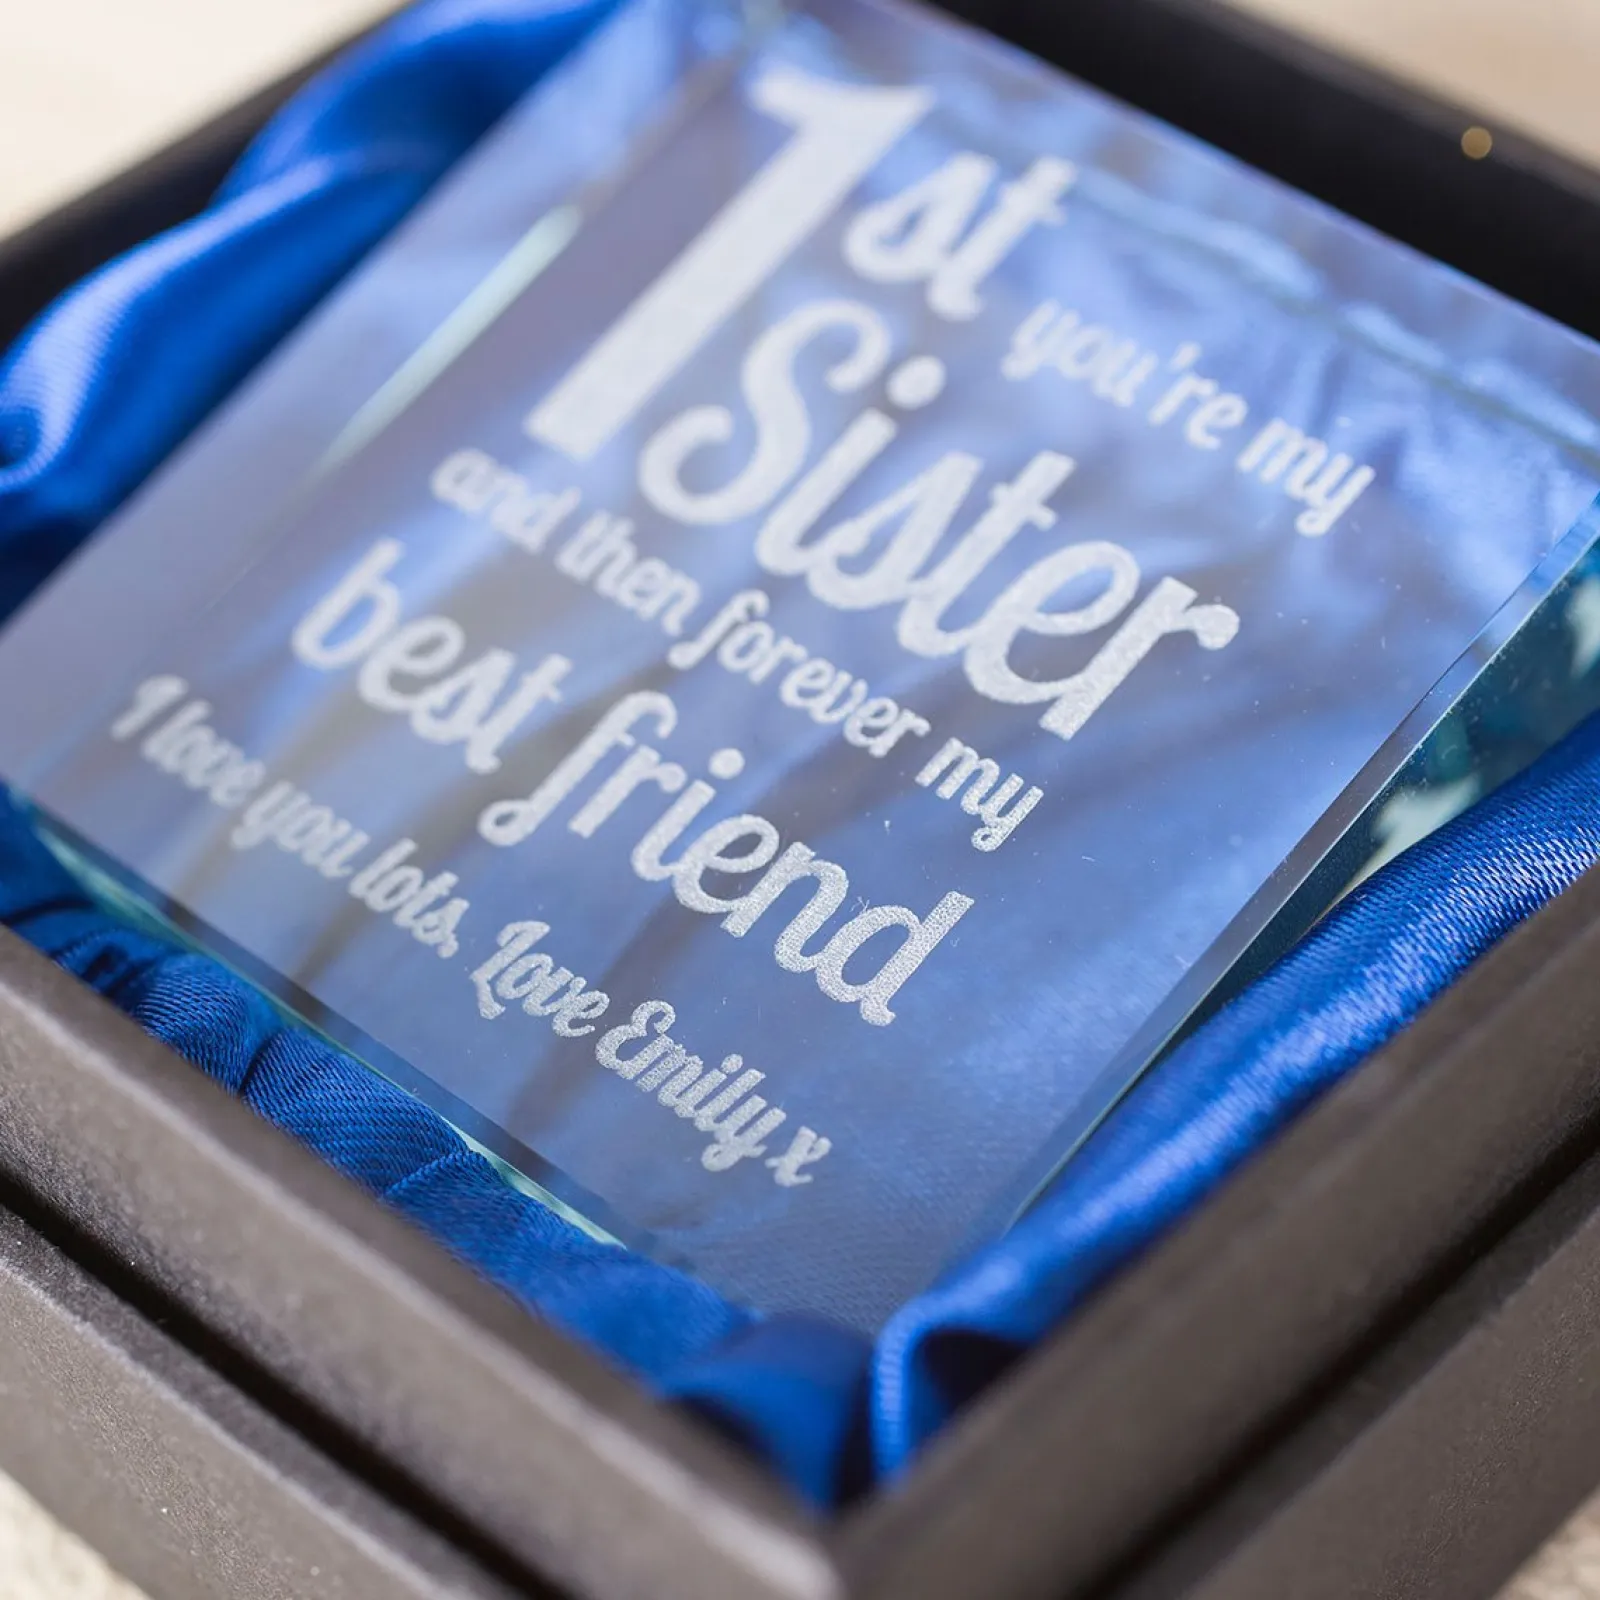 1st you're my
Sister
and then forever my
best friend
I love you lots, Love Emily x